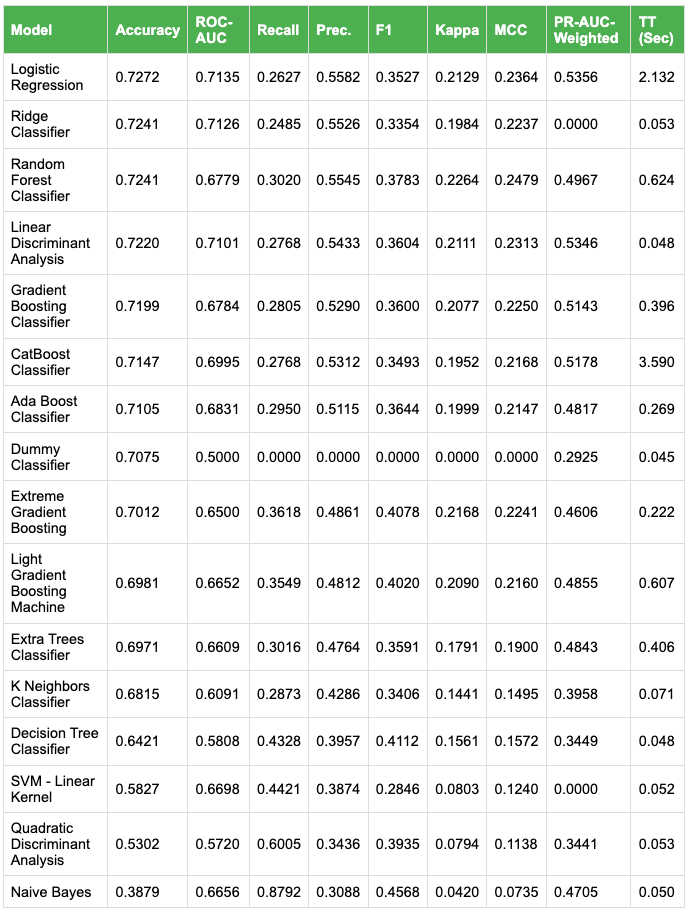 Model Accuracy ROC-AUC Recall Prec. F1 Kappa MCC PR-AUC-Weighted TT (Sec)
Logistic Regression 0.7272 0.7135 0.2627 0.5582 0.3527 0.2129 0.2364 0.5356 2.132
Ridge Classifier 0.7241 0.7126 0.2485 0.5526 0.3354 0.1984 0.2237 0.0000 0.053
Random Forest Classifier 0.7241 0.6779 0.3020 0.5545 0.3783 0.2264 0.2479 0.4967 0.624
Linear Discriminant Analysis 0.7220 0.7101 0.2768 0.5433 0.3604 0.2111 0.2313 0.5346 0.048
Gradient Boosting Classifier 0.7199 0.6784 0.2805 0.5290 0.3600 0.2077 0.2250 0.5143 0.396
CatBoost Classifier 0.7147 0.6995 0.2768 0.5312 0.3493 0.1952 0.2168 0.5178 3.590
Ada Boost Classifier 0.7105 0.6831 0.2950 0.5115 0.3644 0.1999 0.2147 0.4817 0.269
Dummy Classifier 0.7075 0.5000 0.0000 0.0000 0.0000 0.0000 0.0000 0.2925 0.045
Extreme Gradient Boosting 0.7012 0.6500 0.3618 0.4861 0.4078 0.2168 0.2241 0.4606 0.222
Light Gradient Boosting Machine 0.6981 0.6652 0.3549 0.4812 0.4020 0.2090 0.2160 0.4855 0.607
Extra Trees Classifier 0.6971 0.6609 0.3016 0.4764 0.3591 0.1791 0.1900 0.4843 0.406
K Neighbors Classifier 0.6815 0.6091 0.2873 0.4286 0.3406 0.1441 0.1495 0.3958 0.071
Decision Tree Classifier 0.6421 0.5808 0.4328 0.3957 0.4112 0.1561 0.1572 0.3449 0.048
SVM - Linear Kernel 0.5827 0.6698 0.4421 0.3874 0.2846 0.0803 0.1240 0.0000 0.052
Quadratic Discriminant Analysis 0.5302 0.5720 0.6005 0.3436 0.3935 0.0794 0.1138 0.3441 0.053
Naive Bayes 0.3879 0.6656 0.8792 0.3088 0.4568 0.0420 0.0735 0.4705 0.050